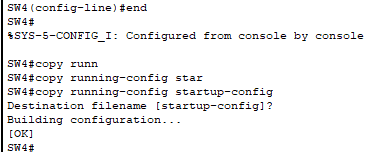 SW4(config-line)#end
SW4#
%SYS-5-CONFIG_I: Configured from console by console
SW4#copy runn
SW4#copy running-config star
SW4#copy running-config startup-config
Destination filename [startup-config]?
Building configuration...
[OK]
SW4#